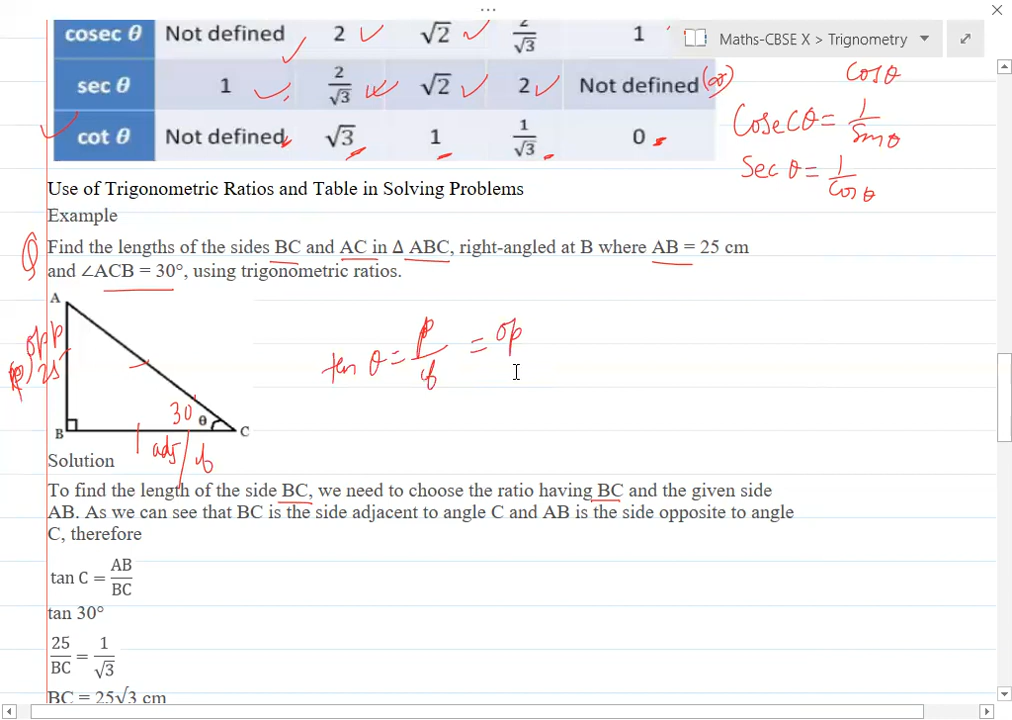 cosec θ Not defined 2 √2 2/√3 1
Maths-CBSE X > Trignometry
sec θ 1 2/√3 √2 2 Not defined (∞)
cot θ Not defined √3 1 1/√3 0
cosθ
Cosecθ = 1/Sinθ
Sec θ = 1/Cosθ
Use of Trigonometric Ratios and Table in Solving Problems
Example
Q
Find the lengths of the sides BC and AC in Δ ABC, right-angled at B where AB = 25 cm
and ∠ACB = 30°, using trigonometric ratios.
A
opp
(p) 25
tan θ = p/b = op
30 θ
B C
adj/b
Solution
To find the length of the side BC, we need to choose the ratio having BC and the given side
AB. As we can see that BC is the side adjacent to angle C and AB is the side opposite to angle
C, therefore
tan C = AB/BC
tan 30°
25/BC = 1/√3
BC = 25√3 cm